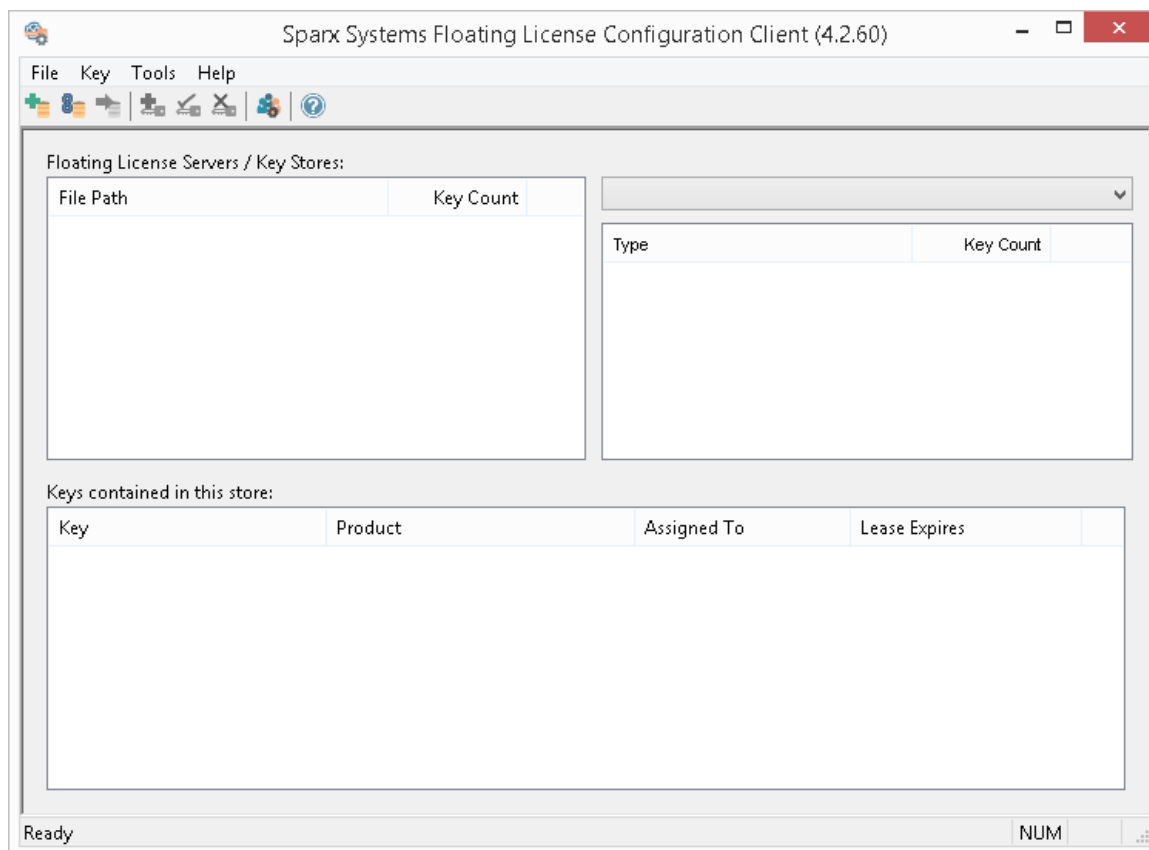 Sparx Systems Floating License Configuration Client (4.2.60)
File Key Tools Help
Floating License Servers / Key Stores:
File Path Key Count
Type Key Count
Keys contained in this store:
Key Product Assigned To Lease Expires
Ready NUM